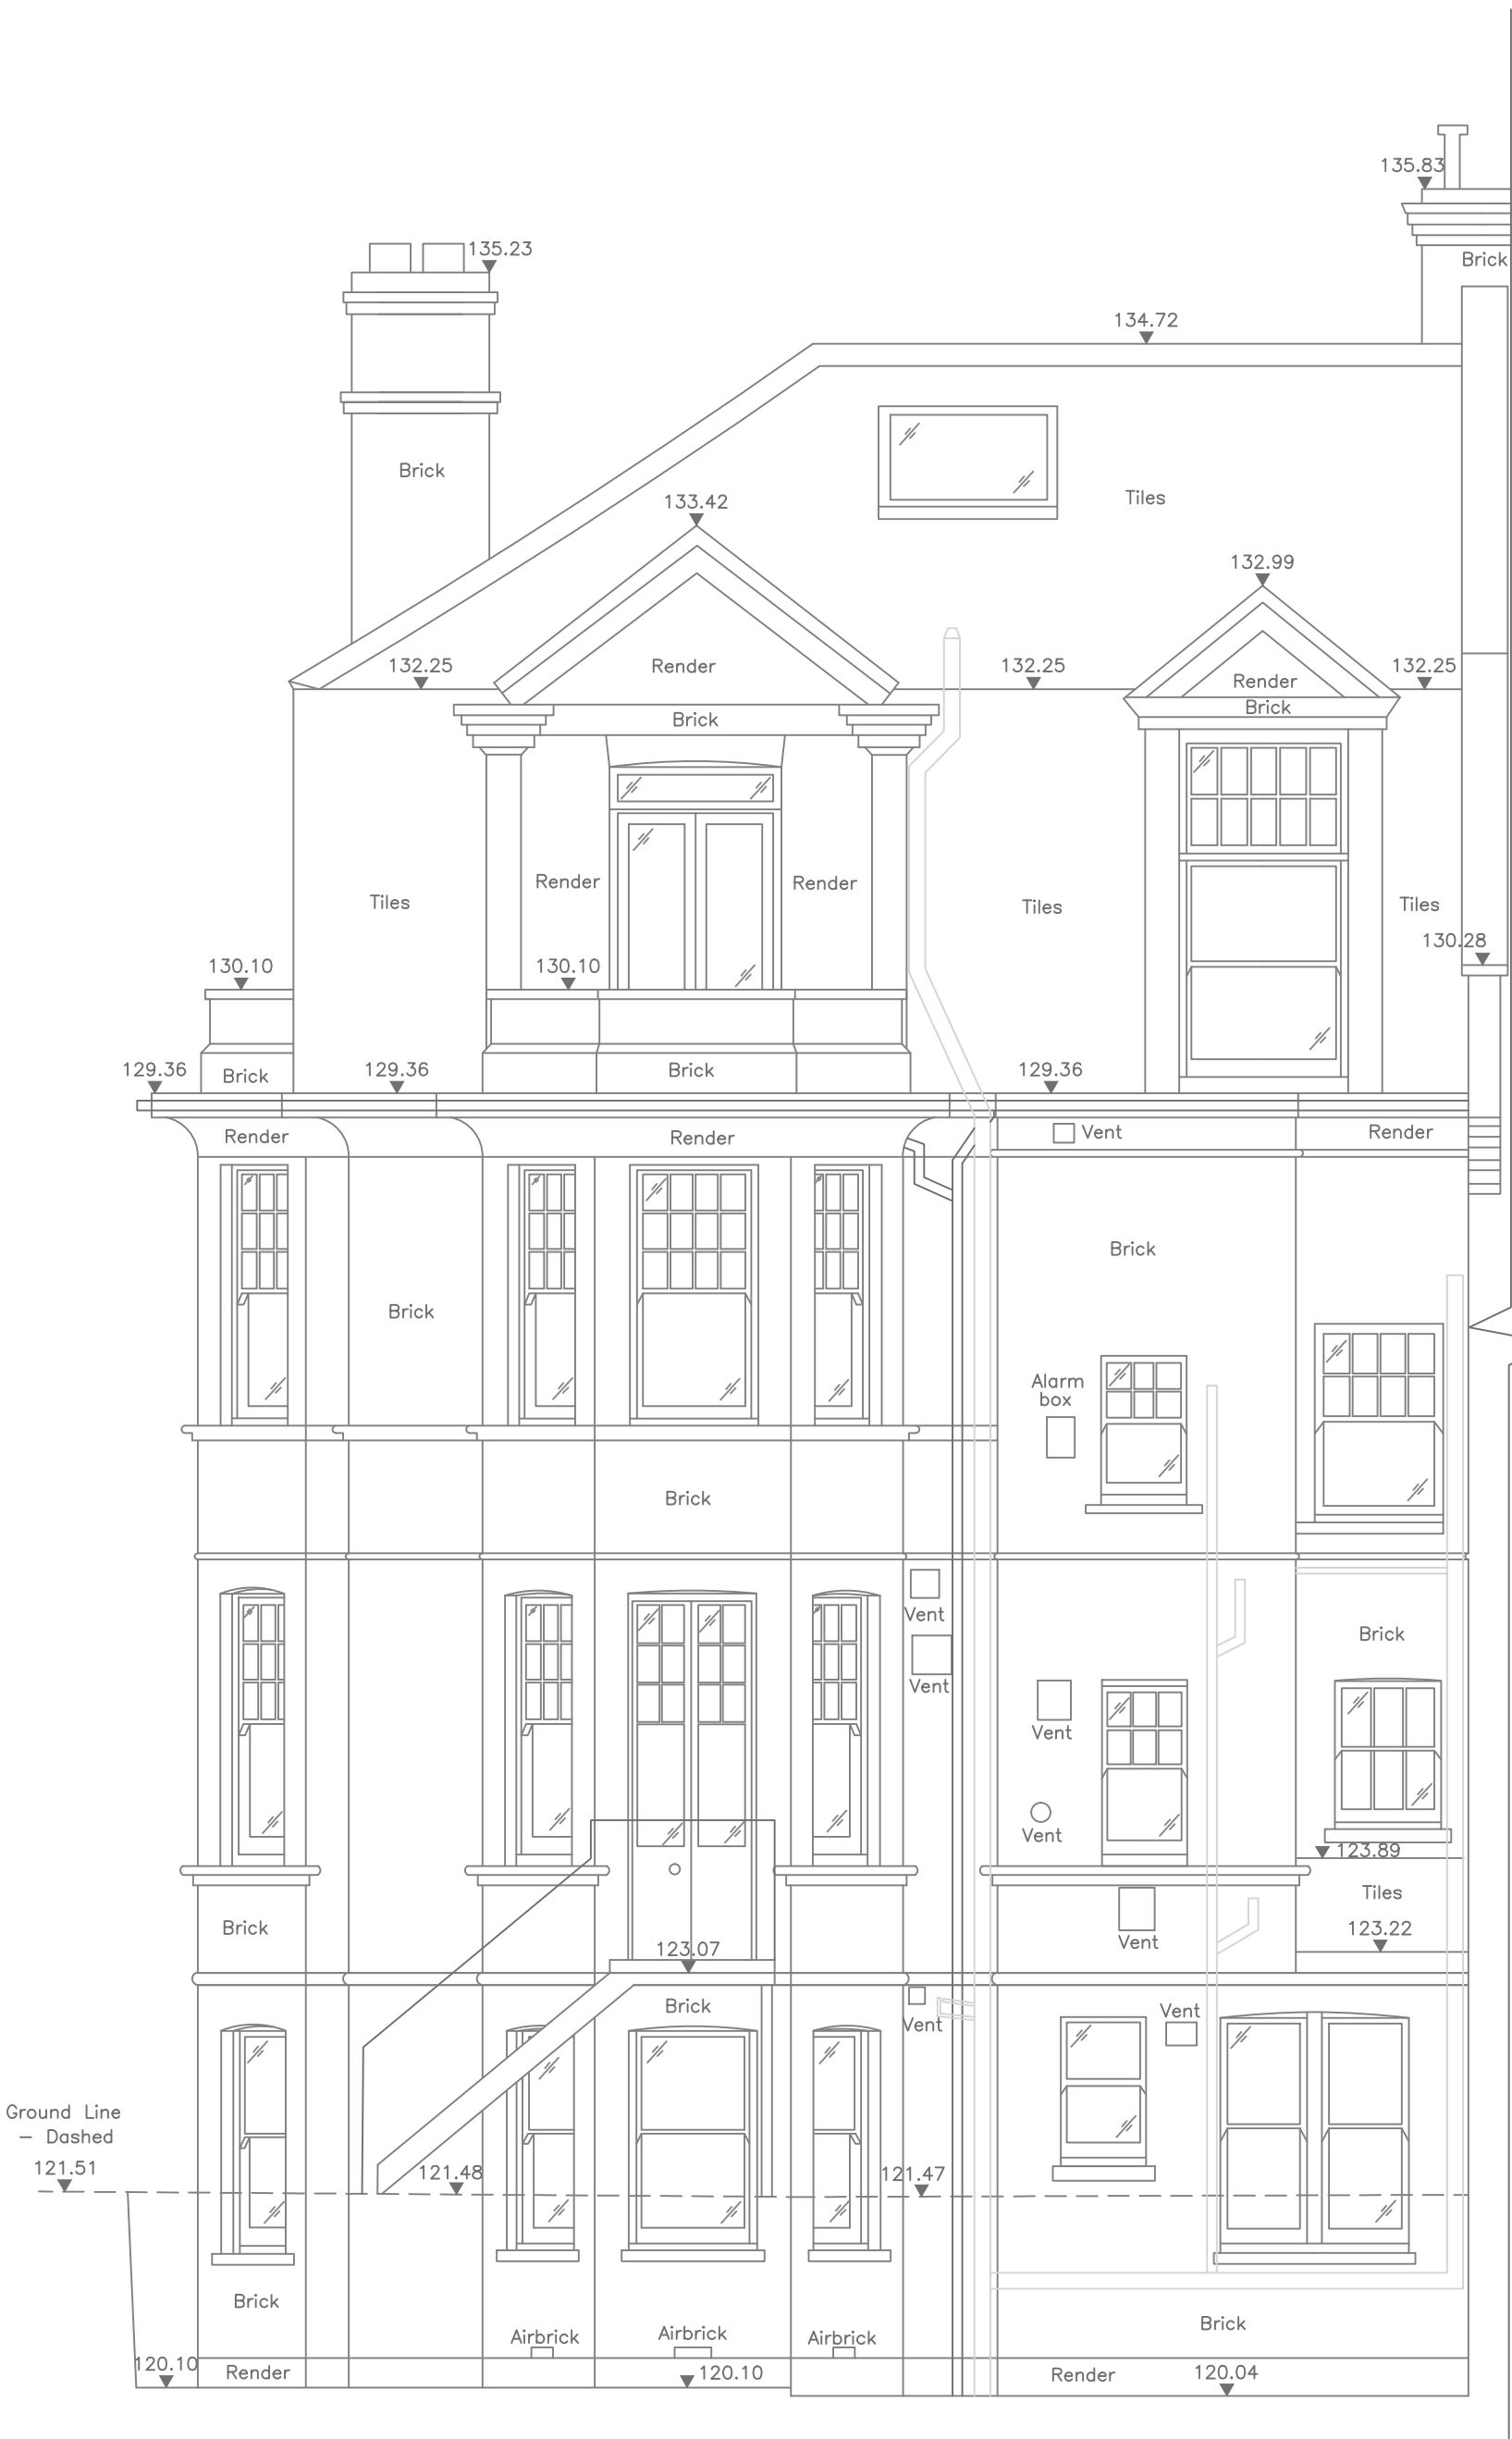 135.83
135.23
Brick
134.72
Brick
Tiles
133.42
132.99
132.25
Render
132.25
132.25
Render
Brick
Brick
Render
Render
Tiles
Tiles
Tiles
130.28
130.10
130.10
129.36
129.36
Brick
Brick
129.36
Render
Render
Vent
Render
Brick
Brick
Alarm
box
Brick
Vent
Brick
Vent
Vent
Vent
123.89
Tiles
Brick
123.22
Vent
123.07
Brick
Vent
Vent
Ground Line
– Dashed
121.51
121.48
121.47
Brick
Brick
Airbrick
Airbrick
Airbrick
120.10
Render
120.10
Render
120.04